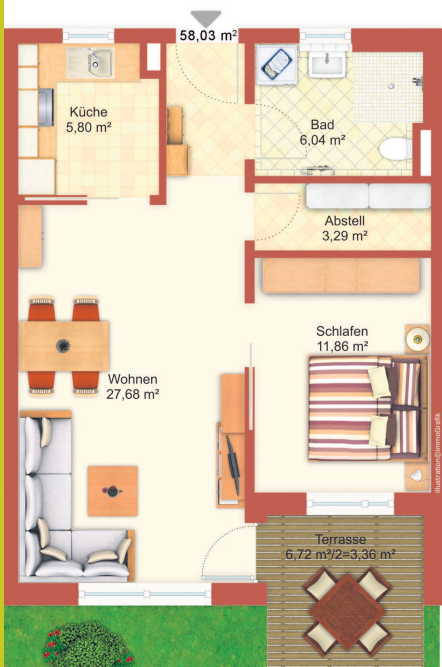 58,03 m²
Küche
5,80 m²
Bad
6,04 m²
Abstell
3,29 m²
Schlafen
11,86 m²
Wohnen
27,68 m²
Terrasse
6,72 m²/2=3,36 m²
Illustration©ImmoGrafik